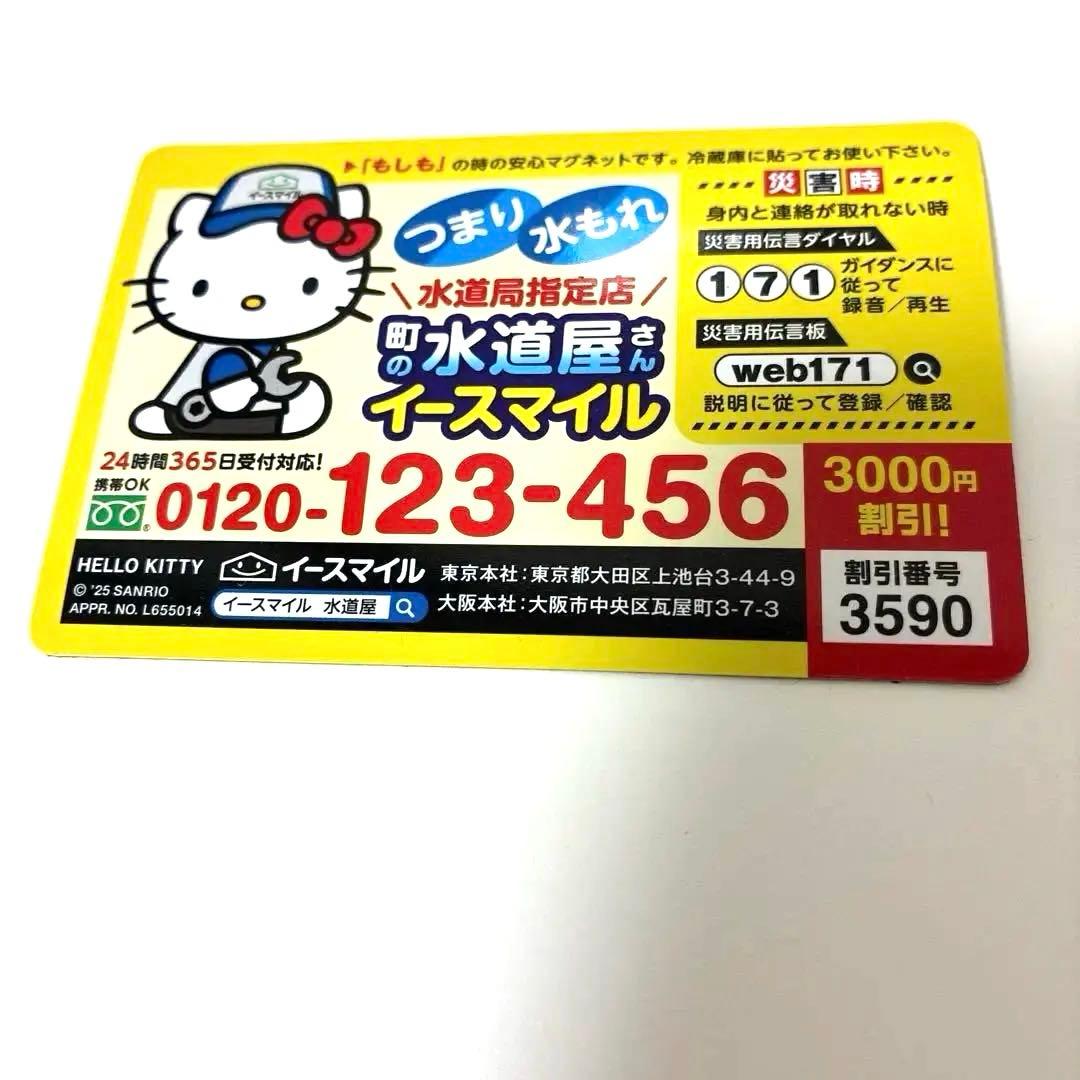 ▶「もしも」の時の安心マグネットです。冷蔵庫に貼ってお使い下さい。
イースマイル
つまり 水もれ
\水道局指定店/
町の水道屋さん
イースマイル
災害時
身内と連絡が取れない時
災害用伝言ダイヤル
171 ガイダンスに
従って
録音/再生
災害用伝言板
web171
説明に従って登録/確認
24時間365日受付対応!
携帯OK
0120-123-456
3000円
割引!
割引番号
3590
HELLO KITTY
© '25 SANRIO
APPR. NO. L655014
イースマイル
イースマイル 水道屋
東京本社:東京都大田区上池台3-44-9
大阪本社:大阪市中央区瓦屋町3-7-3